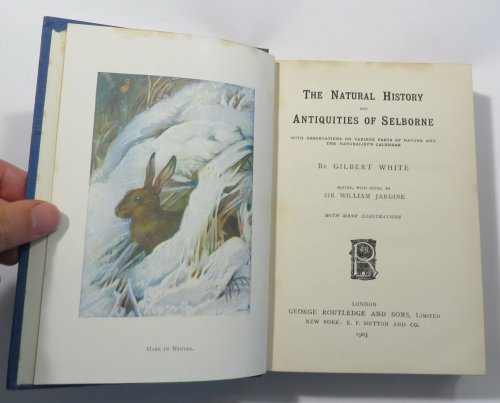 Hare in Winter.
The Natural History
and
Antiquities of Selborne
WITH OBSERVATIONS ON VARIOUS PARTS OF NATURE AND
THE NATURALIST'S CALENDAR
By GILBERT WHITE
EDITED, WITH NOTES, BY
SIR WILLIAM JARDINE
WITH MANY ILLUSTRATIONS
R
LONDON
GEORGE ROUTLEDGE AND SONS, Limited
NEW YORK: E. P. DUTTON AND CO.
1905